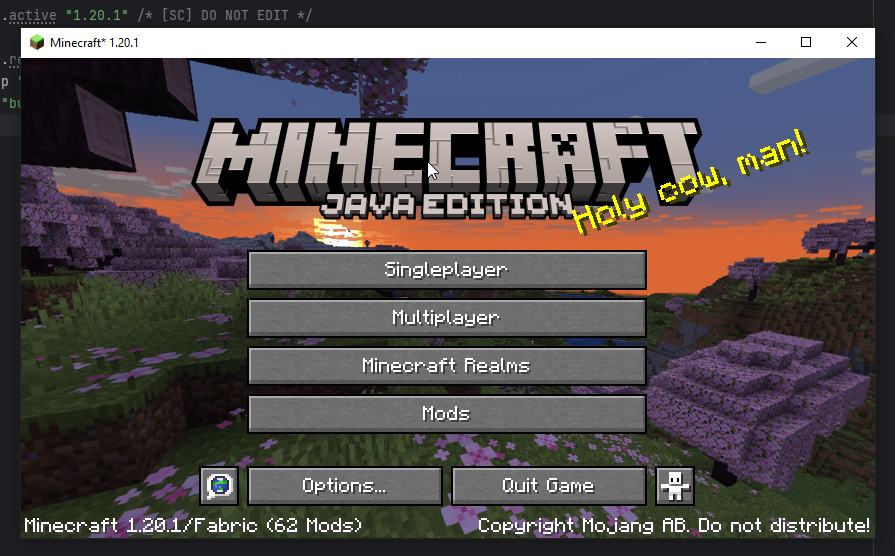 .active "1.20.1" /* [SC] DO NOT EDIT */
Minecraft* 1.20.1
MINECRAFT
JAVA EDITION
Holy cow, man!
Singleplayer
Multiplayer
Minecraft Realms
Mods
Options... Quit Game
Minecraft 1.20.1/Fabric (62 Mods) Copyright Mojang AB. Do not distribute!